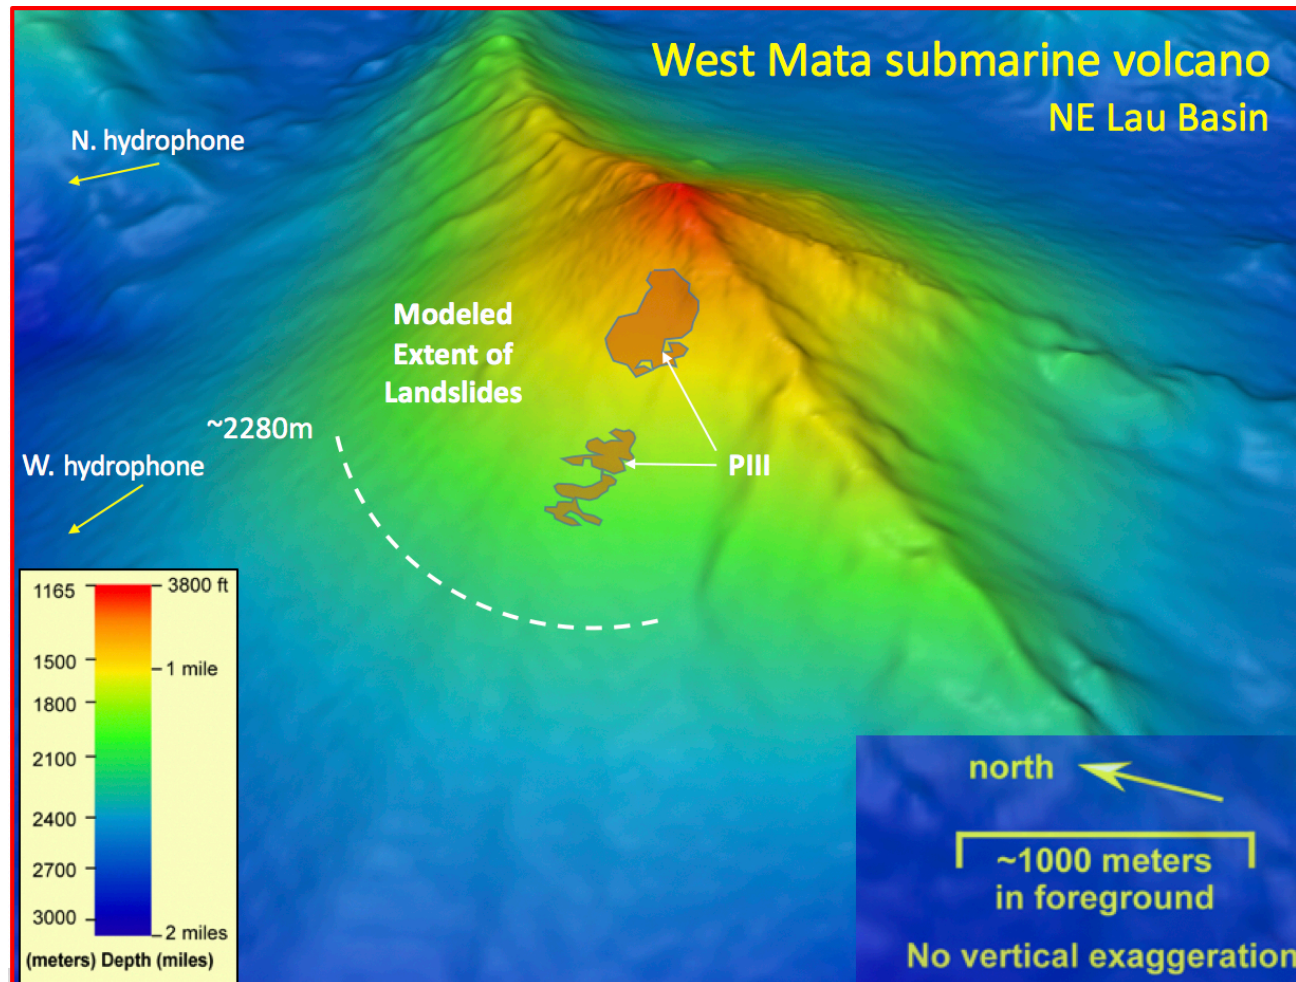 West Mata submarine volcano
NE Lau Basin
N. hydrophone
Modeled
Extent of
Landslides
~2280m
W. hydrophone
PIII
1165
3800 ft
1500
1 mile
1800
2100
2400
2700
3000
2 miles
(meters) Depth (miles)
north
~1000 meters
in foreground
No vertical exaggeration